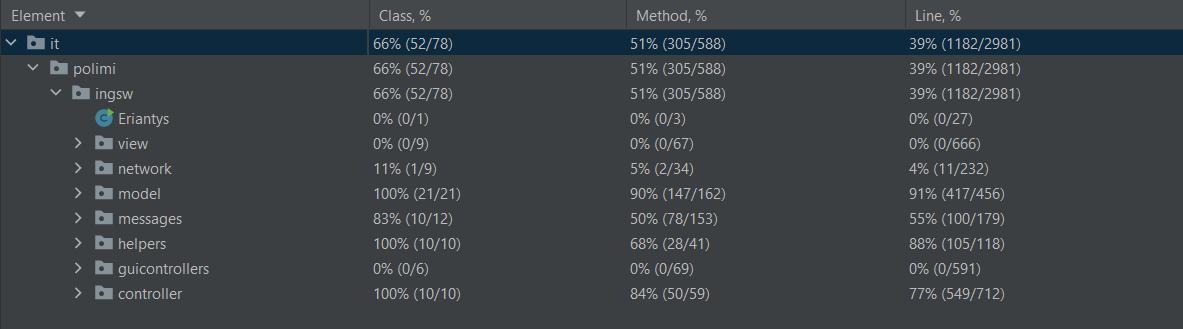 Element Class, % Method, % Line, %
it 66% (52/78) 51% (305/588) 39% (1182/2981)
polimi 66% (52/78) 51% (305/588) 39% (1182/2981)
ingsw 66% (52/78) 51% (305/588) 39% (1182/2981)
C Eriantys 0% (0/1) 0% (0/3) 0% (0/27)
view 0% (0/9) 0% (0/67) 0% (0/666)
network 11% (1/9) 5% (2/34) 4% (11/232)
model 100% (21/21) 90% (147/162) 91% (417/456)
messages 83% (10/12) 50% (78/153) 55% (100/179)
helpers 100% (10/10) 68% (28/41) 88% (105/118)
guicontrollers 0% (0/6) 0% (0/69) 0% (0/591)
controller 100% (10/10) 84% (50/59) 77% (549/712)